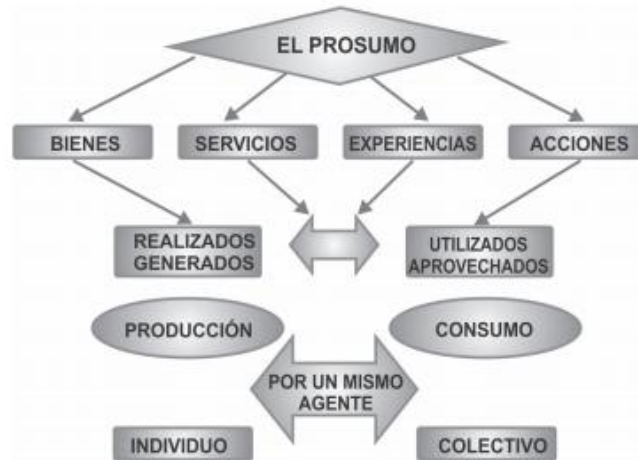 EL PROSUMO
BIENES
SERVICIOS
EXPERIENCIAS
ACCIONES
REALIZADOS
GENERADOS
UTILIZADOS
APROVECHADOS
PRODUCCIÓN
CONSUMO
POR UN MISMO
AGENTE
INDIVIDUO
COLECTIVO